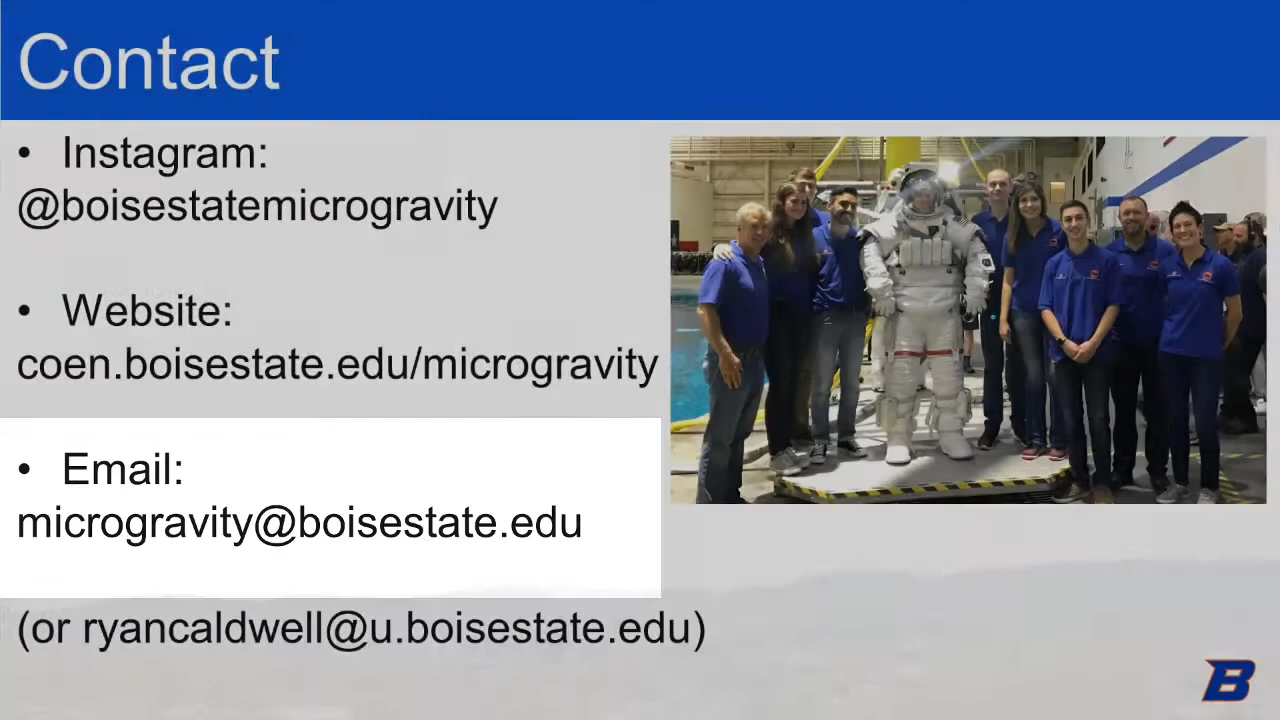 Contact
• Instagram:
@boisestatemicrogravity
• Website:
coen.boisestate.edu/microgravity
• Email:
microgravity@boisestate.edu
(or ryancaldwell@u.boisestate.edu)
B